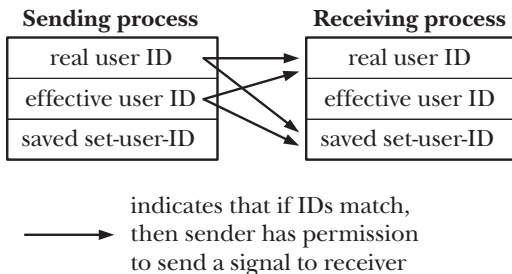 Sending process
Receiving process
real user ID
real user ID
effective user ID
effective user ID
saved set-user-ID
saved set-user-ID
indicates that if IDs match,
then sender has permission
to send a signal to receiver